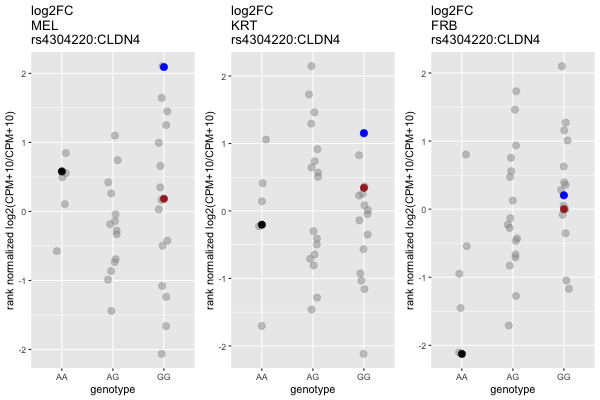 log2FC
MEL
rs4304220:CLDN4
rank normalized log2(CPM+10/CPM+10)
2
1
0
-1
-2
AA
AG
GG
genotype
log2FC
KRT
rs4304220:CLDN4
rank normalized log2(CPM+10/CPM+10)
2
1
0
-1
-2
AA
AG
GG
genotype
log2FC
FRB
rs4304220:CLDN4
rank normalized log2(CPM+10/CPM+10)
2
1
0
-1
-2
AA
AG
GG
genotype